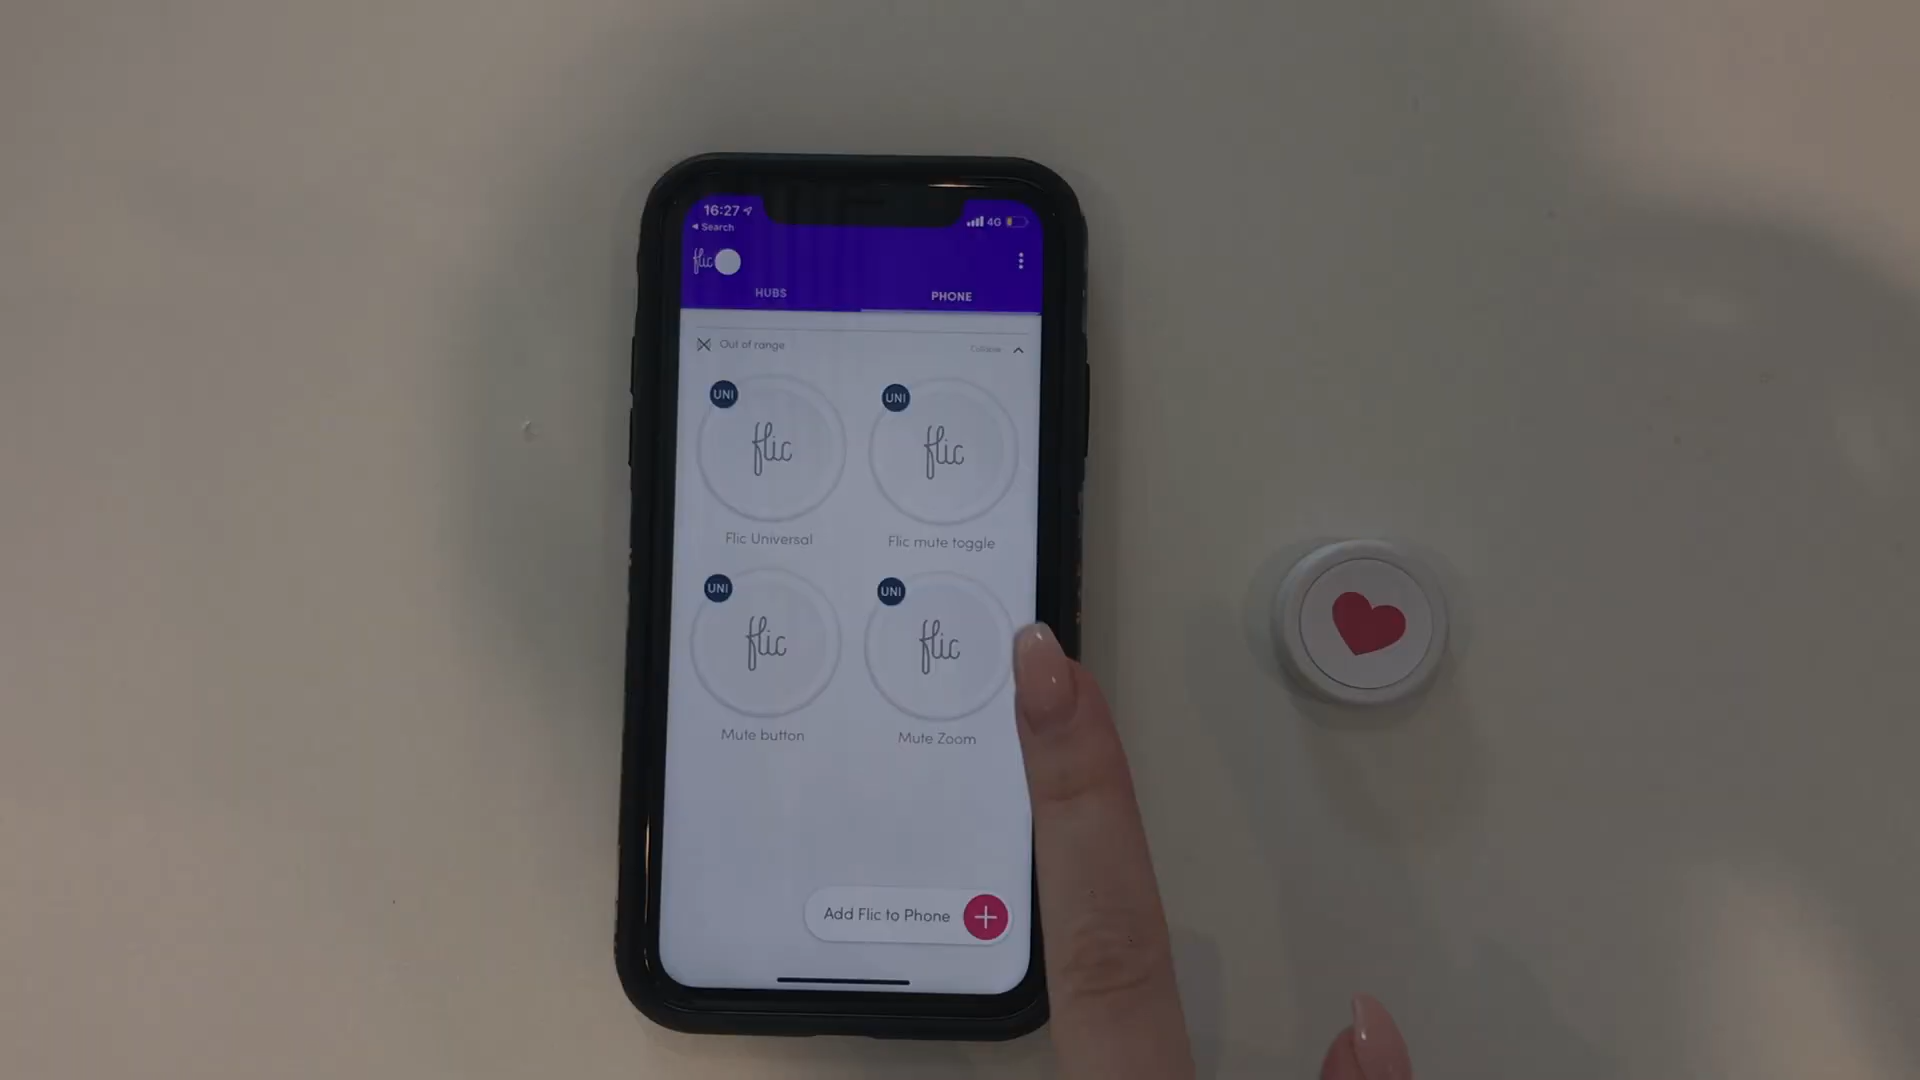 16:27
4G
Search
flic
HUBS
PHONE
Out of range
Collapse
UNI
UNI
flic
flic
Flic Universal
Flic mute toggle
UNI
UNI
flic
flic
Mute button
Mute Zoom
Add Flic to Phone